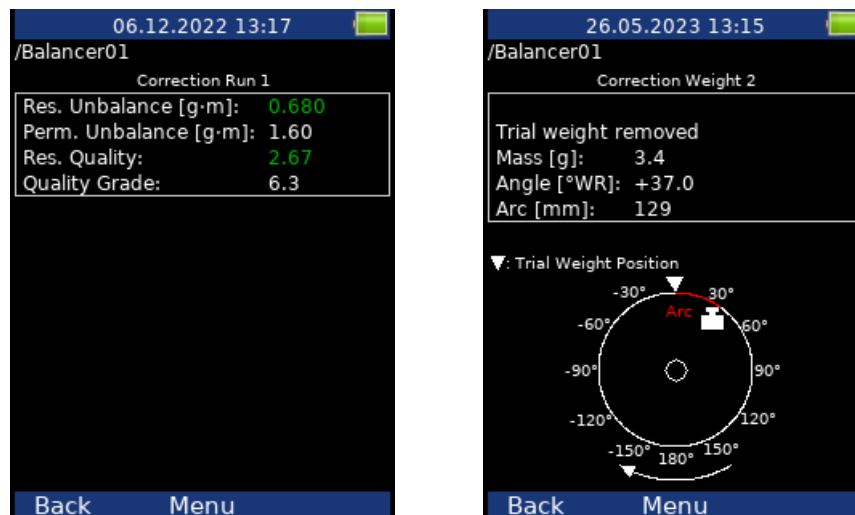 06.12.2022 13:17
/Balancer01
Correction Run 1
Res. Unbalance [g·m]: 0.680
Perm. Unbalance [g·m]: 1.60
Res. Quality: 2.67
Quality Grade: 6.3
Back Menu
26.05.2023 13:15
/Balancer01
Correction Weight 2
Trial weight removed
Mass [g]: 3.4
Angle [°WR]: +37.0
Arc [mm]: 129
▼: Trial Weight Position
-30° 30°
Arc
-60° 60°
-90° 90°
-120° 120°
-150° 180° 150°
Back Menu